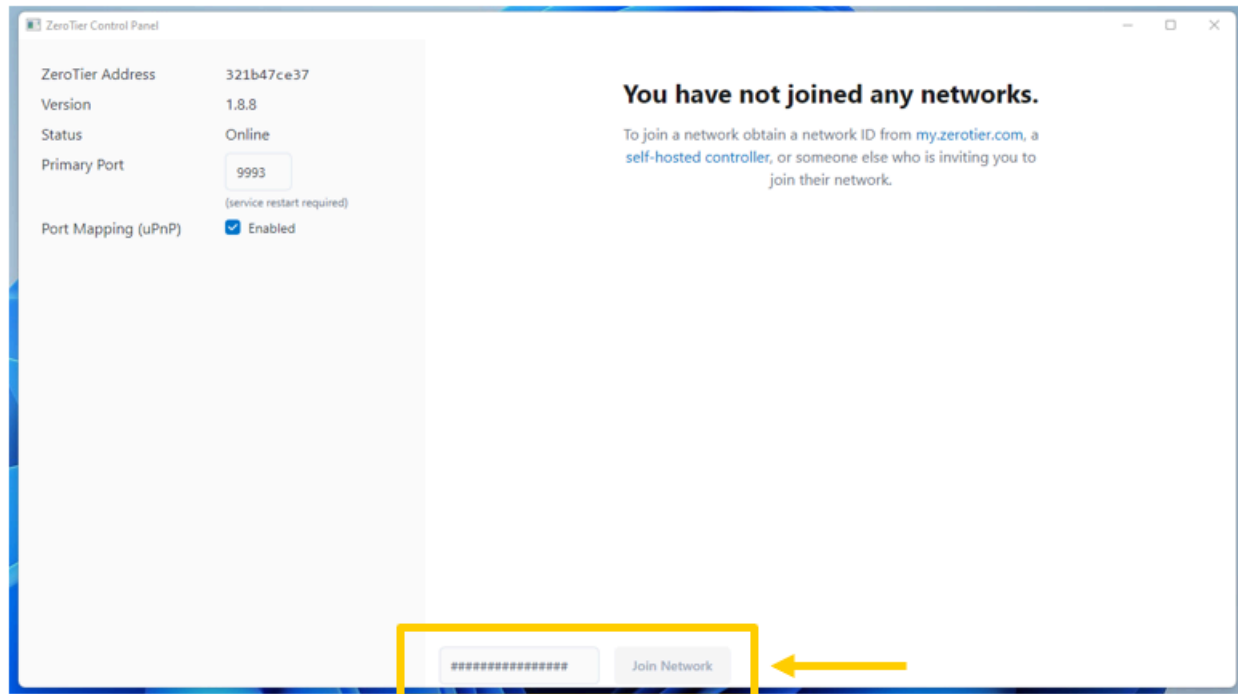 ZeroTier Control Panel
ZeroTier Address 321b47ce37
Version 1.8.8
Status Online
Primary Port 9993
(service restart required)
Port Mapping (uPnP) Enabled
You have not joined any networks.
To join a network obtain a network ID from my.zerotier.com, a
self-hosted controller, or someone else who is inviting you to
join their network.
################ Join Network